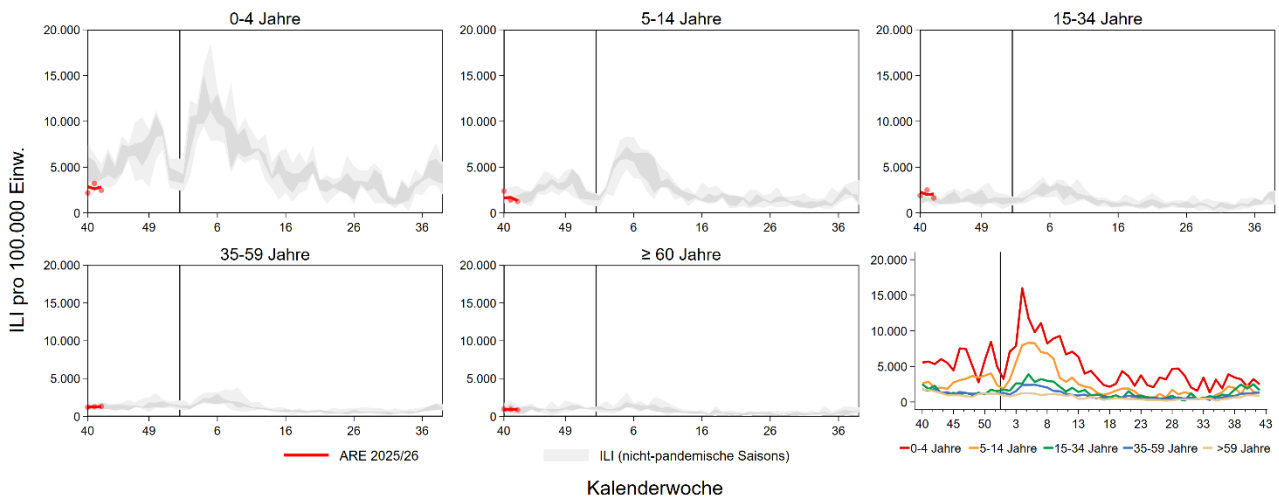 0-4 Jahre
20.000
15.000
10.000
5.000
0
40 49 6 16 26 36
5-14 Jahre
20.000
15.000
10.000
5.000
0
40 49 6 16 26 36
15-34 Jahre
20.000
15.000
10.000
5.000
0
40 49 6 16 26 36
ILI pro 100.000 Einw.
35-59 Jahre
20.000
15.000
10.000
5.000
0
40 49 6 16 26 36
≥ 60 Jahre
20.000
15.000
10.000
5.000
0
40 49 6 16 26 36
20.000
15.000
10.000
5.000
0
40 45 50 3 8 13 18 23 28 33 38 43
0-4 Jahre 5-14 Jahre 15-34 Jahre 35-59 Jahre >59 Jahre
ARE 2025/26 ILI (nicht-pandemische Saisons)
Kalenderwoche